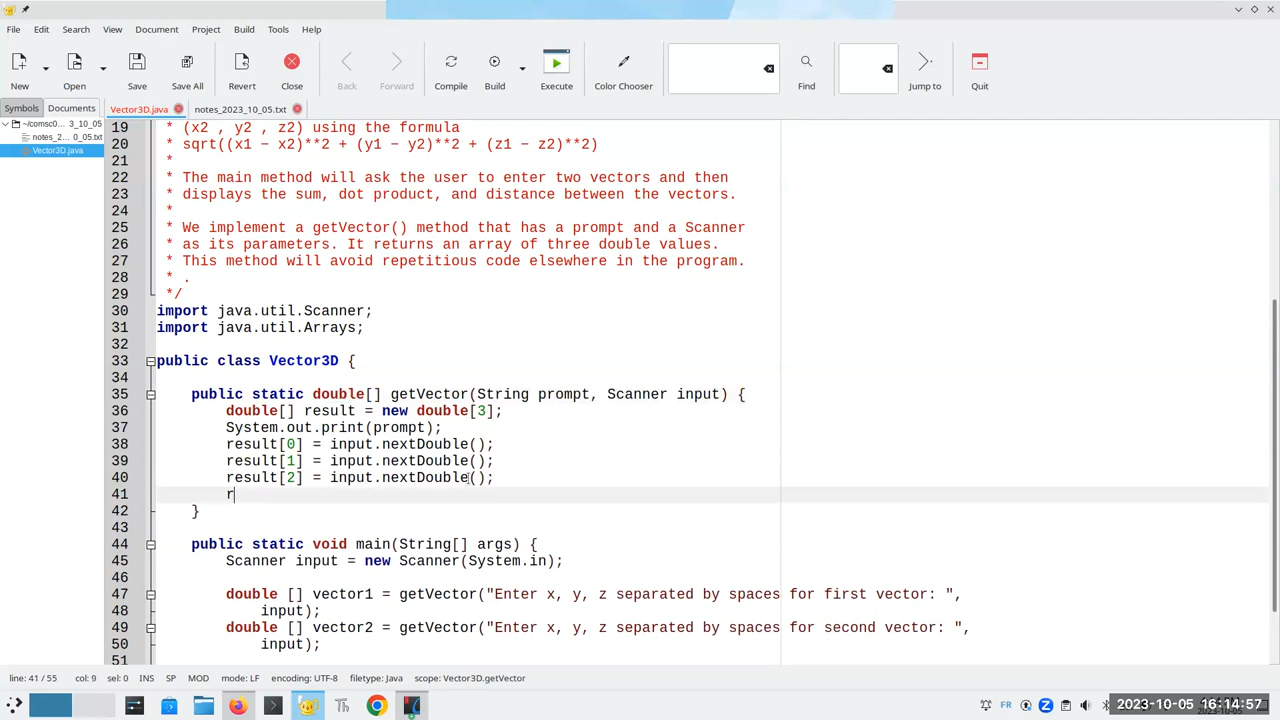 File Edit Search View Document Project Build Tools Help
New Open Save Save All Revert Close Back Forward Compile Build Execute Color Chooser Find Jump to Quit
Symbols Documents Vector3D.java notes_2023_10_05.txt
~/comsc0... 3_10_05
notes_2... 0_05.txt
Vector3D.java
19 * (x2 , y2 , z2) using the formula
20 * sqrt((x1 − x2)**2 + (y1 − y2)**2 + (z1 − z2)**2)
21 *
22 * The main method will ask the user to enter two vectors and then
23 * displays the sum, dot product, and distance between the vectors.
24 *
25 * We implement a getVector() method that has a prompt and a Scanner
26 * as its parameters. It returns an array of three double values.
27 * This method will avoid repetitious code elsewhere in the program.
28 * .
29 */
30 import java.util.Scanner;
31 import java.util.Arrays;
32
33 public class Vector3D {
34
35 public static double[] getVector(String prompt, Scanner input) {
36 double[] result = new double[3];
37 System.out.print(prompt);
38 result[0] = input.nextDouble();
39 result[1] = input.nextDouble();
40 result[2] = input.nextDouble();
41 r
42 }
43
44 public static void main(String[] args) {
45 Scanner input = new Scanner(System.in);
46
47 double [] vector1 = getVector("Enter x, y, z separated by spaces for first vector: ",
48 input);
49 double [] vector2 = getVector("Enter x, y, z separated by spaces for second vector: ",
50 input);
51
line: 41 / 55 col: 9 sel: 0 INS SP MOD mode: LF encoding: UTF-8 filetype: Java scope: Vector3D.getVector
FR 2023-10-05 16:14:57